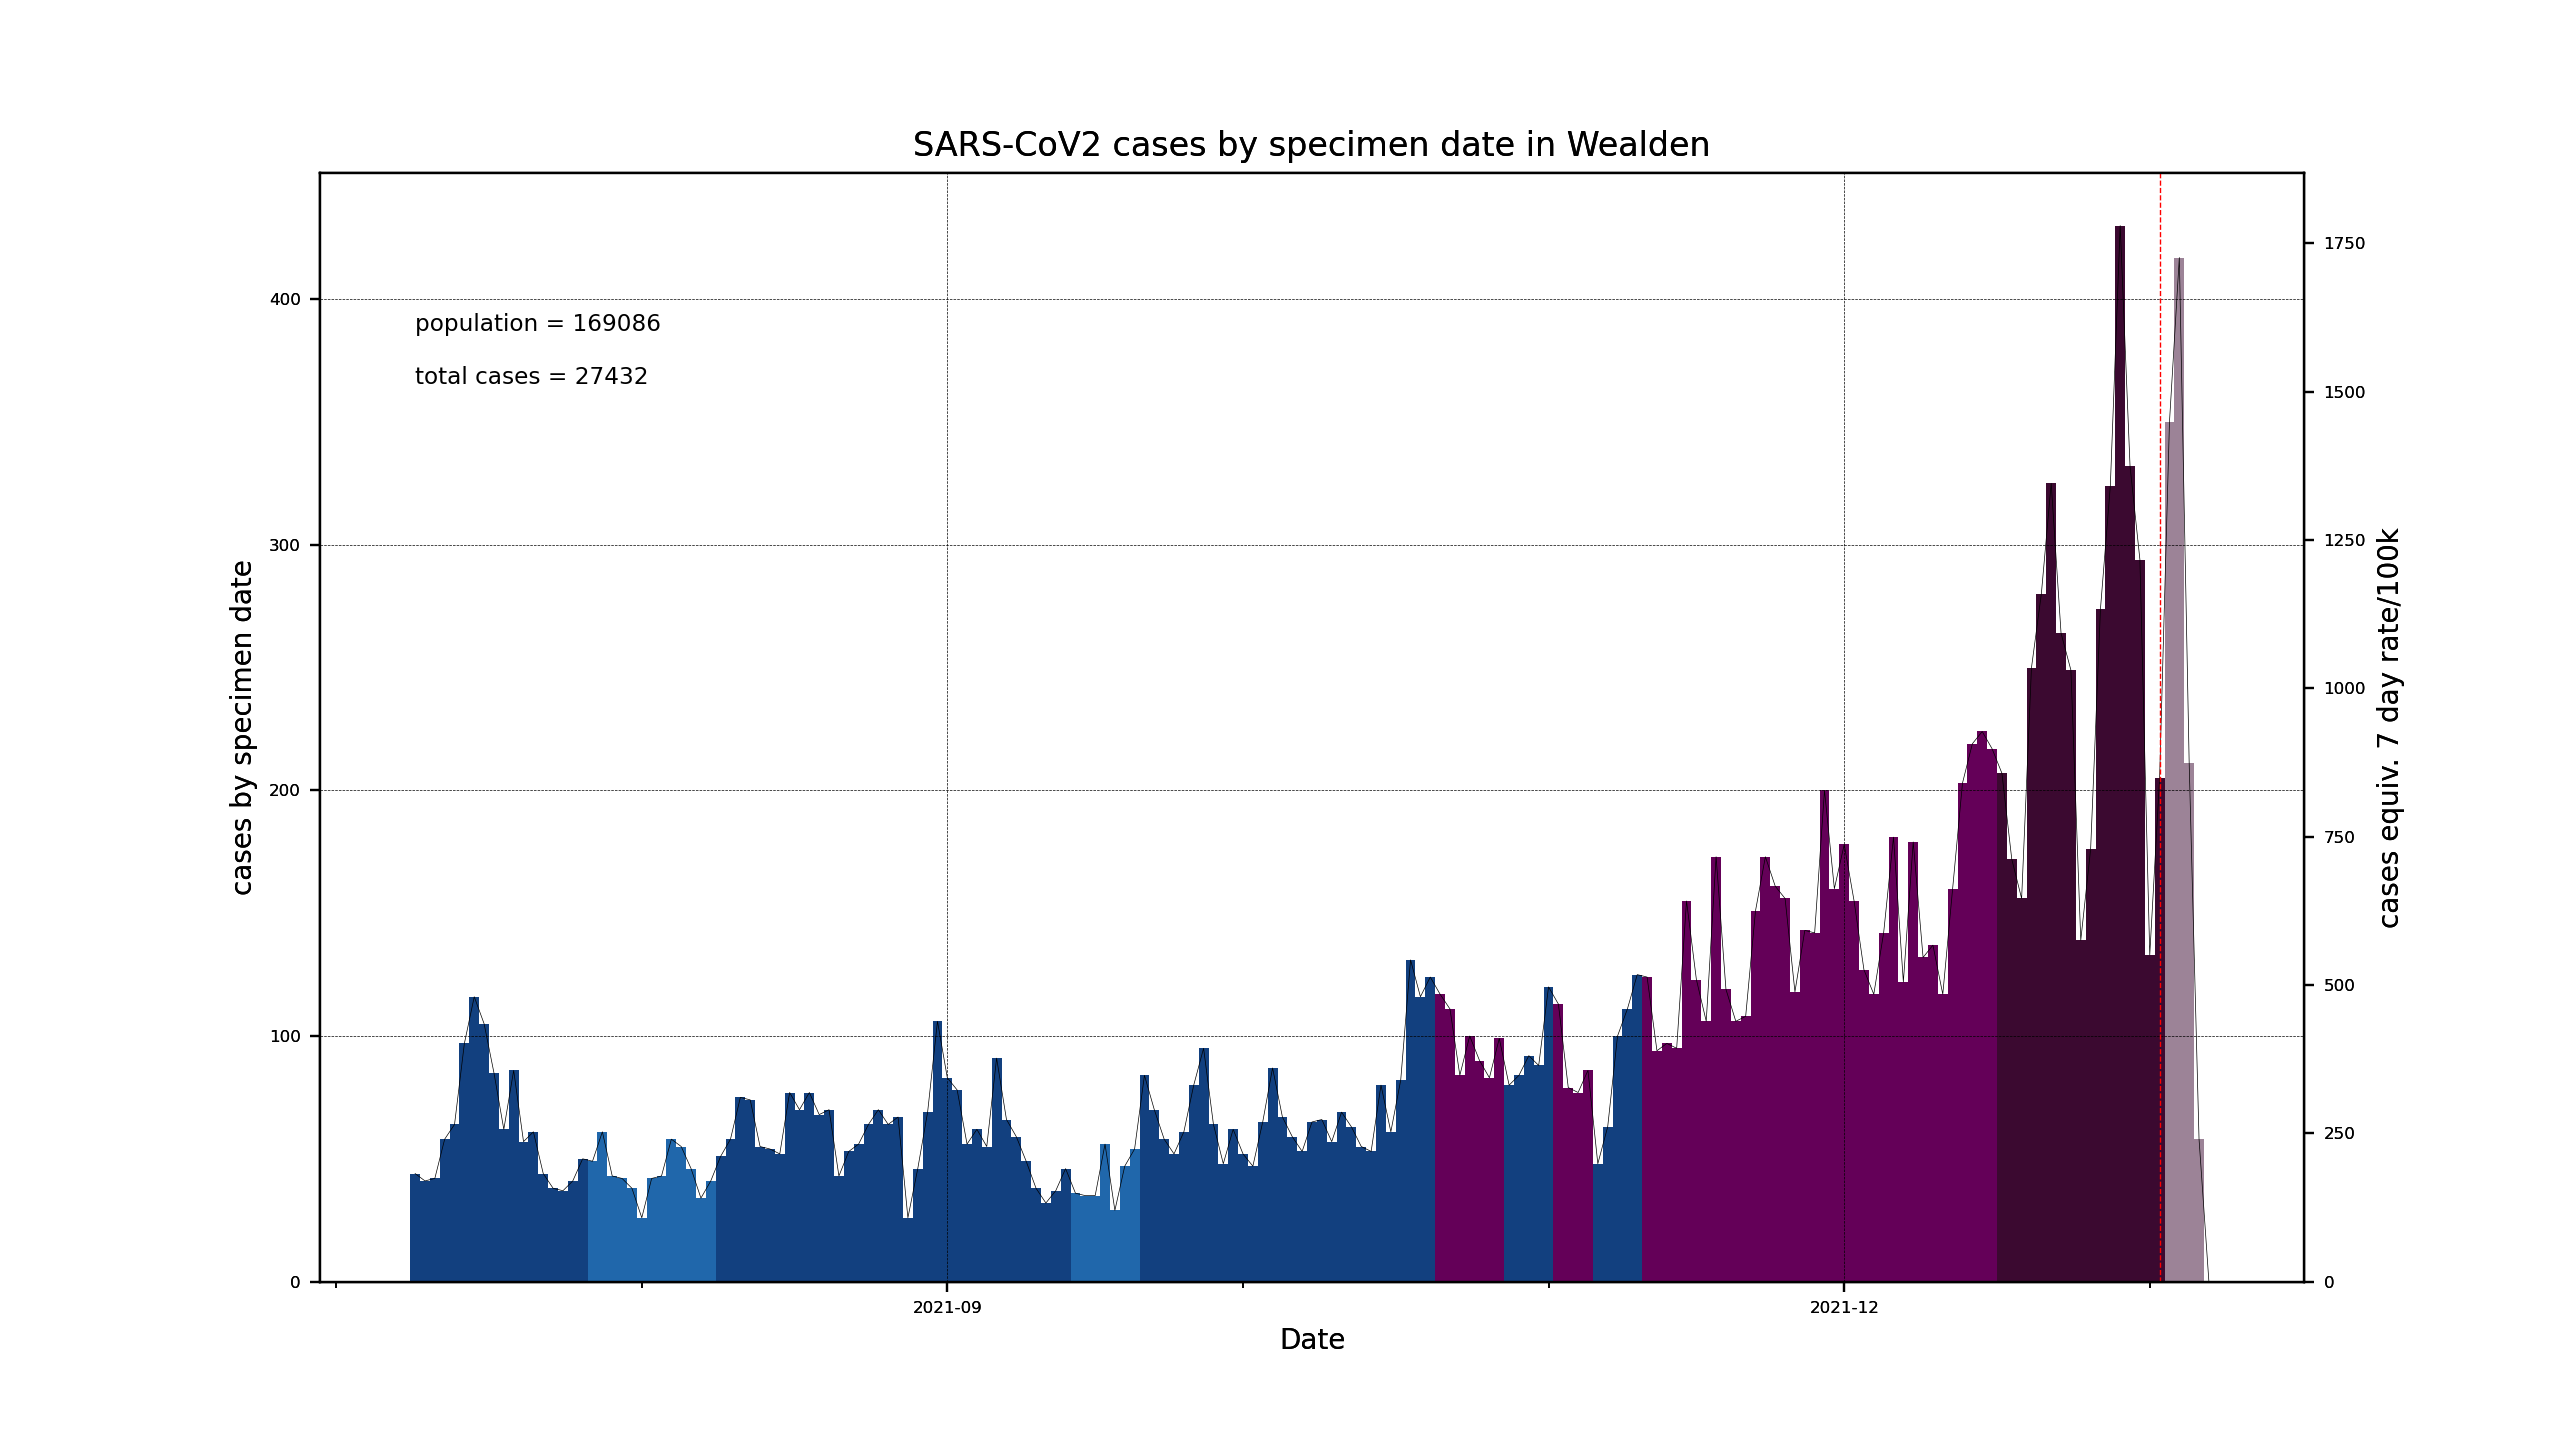 SARS-CoV2 cases by specimen date in Wealden
population = 169086
total cases = 27432
cases by specimen date
400
300
200
100
0
1750
1500
1250
1000
750
500
250
0
cases equiv. 7 day rate/100k
2021-09
2021-12
Date